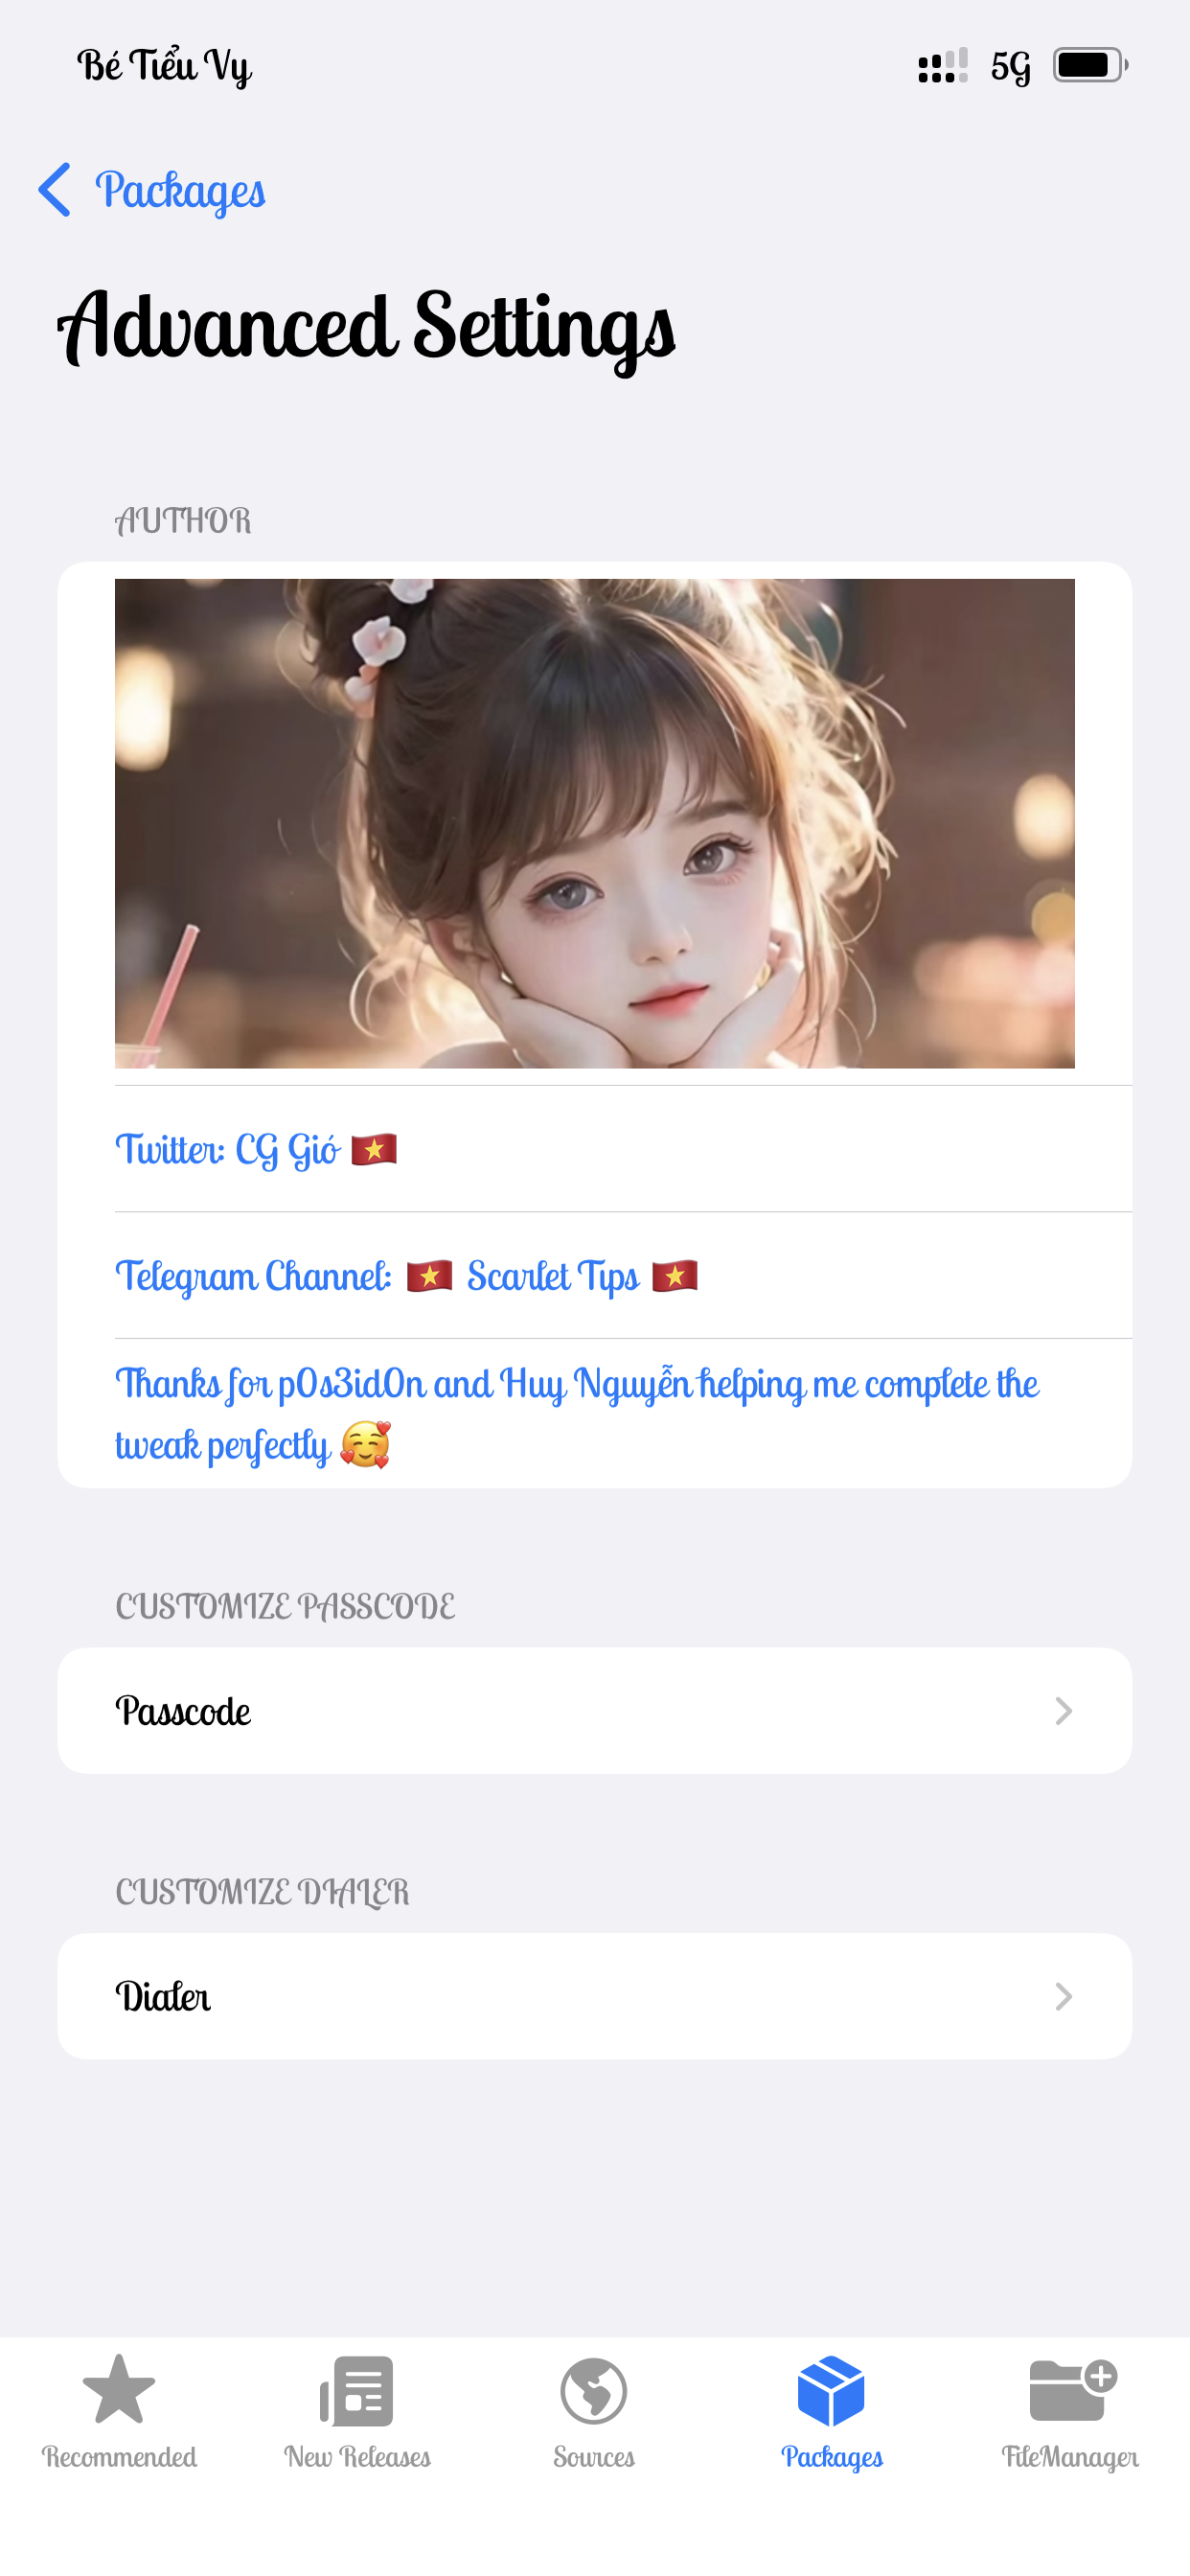 Bé Tiểu Vy
5G
Packages
Advanced Settings
AUTHOR
Twitter: CG Gió 🇻🇳
Telegram Channel: 🇻🇳 Scarlet Tips 🇻🇳
Thanks for p0s3id0n and Huy Nguyễn helping me complete the
tweak perfectly 🥰
CUSTOMIZE PASSCODE
Passcode
CUSTOMIZE DIALER
Dialer
Recommended
New Releases
Sources
Packages
FileManager